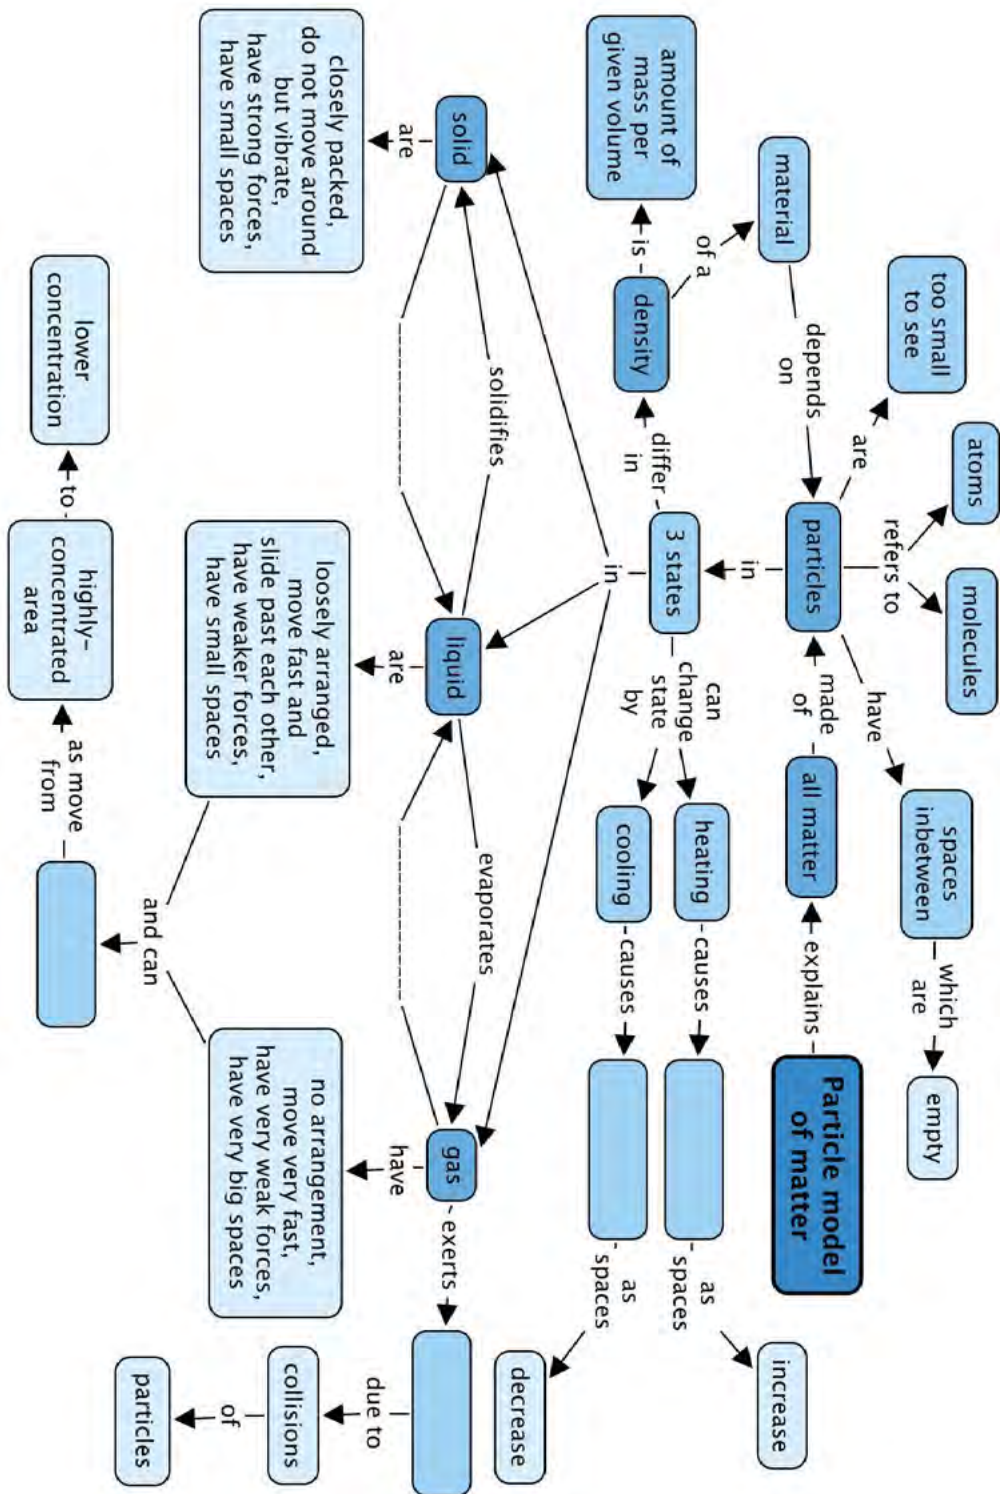 Particle model
of matter
explains
all matter
made
of
particles
have
spaces
inbetween
which
are
empty
refers to
atoms
molecules
are
too small
to see
depends
on
material
of a
density
is
amount of
mass per
given volume
differ
in
in
3 states
can
change
state
by
heating
causes
as
spaces
increase
cooling
causes
as
spaces
decrease
in
solid
solidifies
liquid
evaporates
gas
exerts
due to
collisions
of
particles
are
closely packed,
do not move around
but vibrate,
have strong forces,
have small spaces
are
loosely arranged,
move fast and
slide past each other,
have weaker forces,
have small spaces
have
no arrangement,
move very fast,
have very weak forces,
have very big spaces
and can
as move
from
highly-
concentrated
area
to
lower
concentration